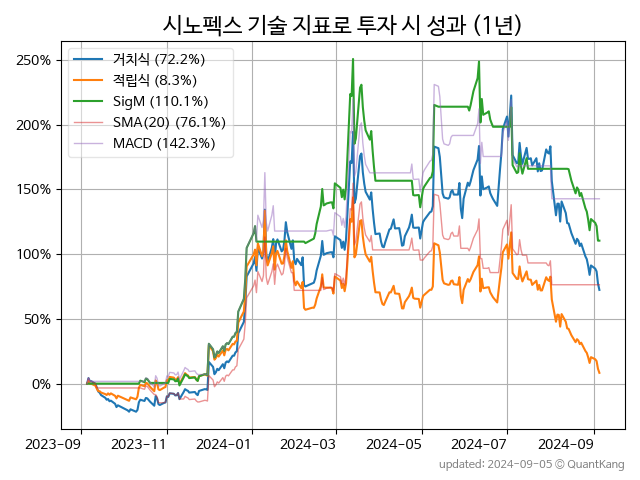 시노펙스 기술 지표로 투자 시 성과 (1년)
거치식 (72.2%)
적립식 (8.3%)
SigM (110.1%)
SMA(20) (76.1%)
MACD (142.3%)
250%
200%
150%
100%
50%
0%
2023-09 2023-11 2024-01 2024-03 2024-05 2024-07 2024-09
updated: 2024-09-05 © QuantKang